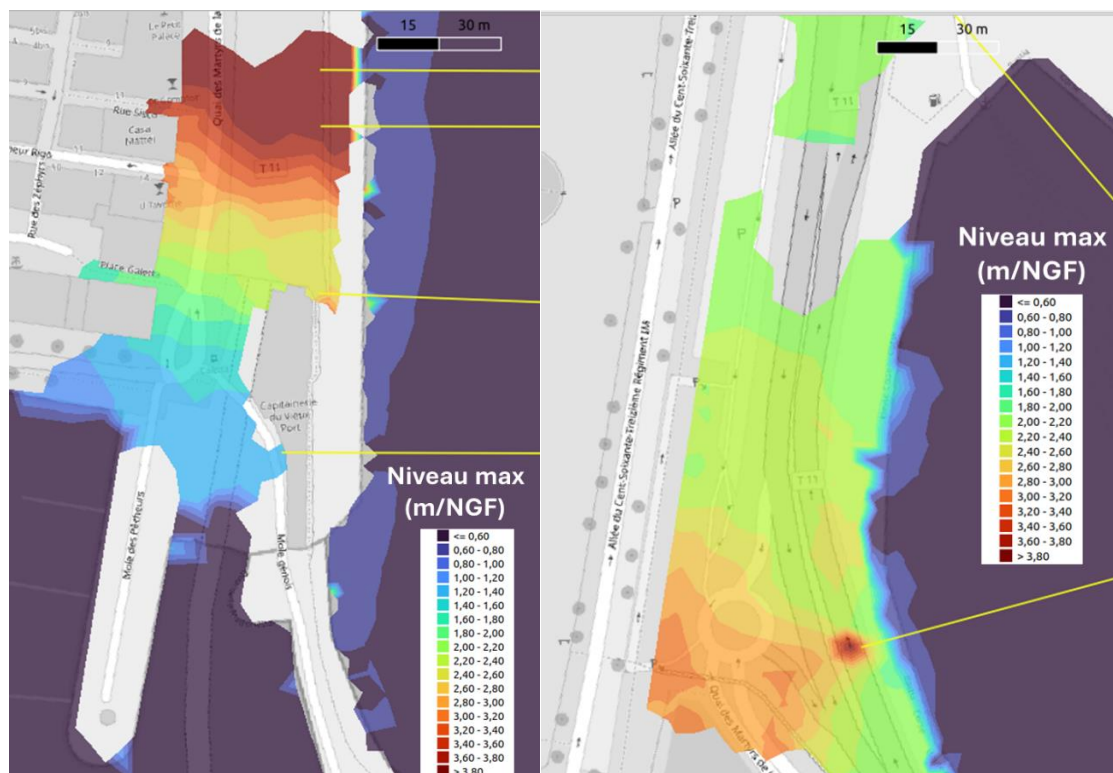 Le Petit
Palace
15 30 m
Quai des Martyrs de la
Rue Sisco
Casa
Mattei
neur Rigo
T 11
U Tavignanu
Rue des Zéphyrs
Place Galetta
P
Capitainerie
du Vieux
Port
Môle des Pêcheurs
Môle génois
Niveau max
(m/NGF)
<= 0,60
0,60 - 0,80
0,80 - 1,00
1,00 - 1,20
1,20 - 1,40
1,40 - 1,60
1,60 - 1,80
1,80 - 2,00
2,00 - 2,20
2,20 - 2,40
2,40 - 2,60
2,60 - 2,80
2,80 - 3,00
3,00 - 3,20
3,20 - 3,40
3,40 - 3,60
3,60 - 3,80
> 3,80
15 30 m
Allée du Cent-Soixante-Treiz
T 11
P
P
Allée du Cent-Soixante-Treizième Régiment IM
T 11
Quai des Martyrs de
Niveau max
(m/NGF)
<= 0,60
0,60 - 0,80
0,80 - 1,00
1,00 - 1,20
1,20 - 1,40
1,40 - 1,60
1,60 - 1,80
1,80 - 2,00
2,00 - 2,20
2,20 - 2,40
2,40 - 2,60
2,60 - 2,80
2,80 - 3,00
3,00 - 3,20
3,20 - 3,40
3,40 - 3,60
3,60 - 3,80
> 3,80